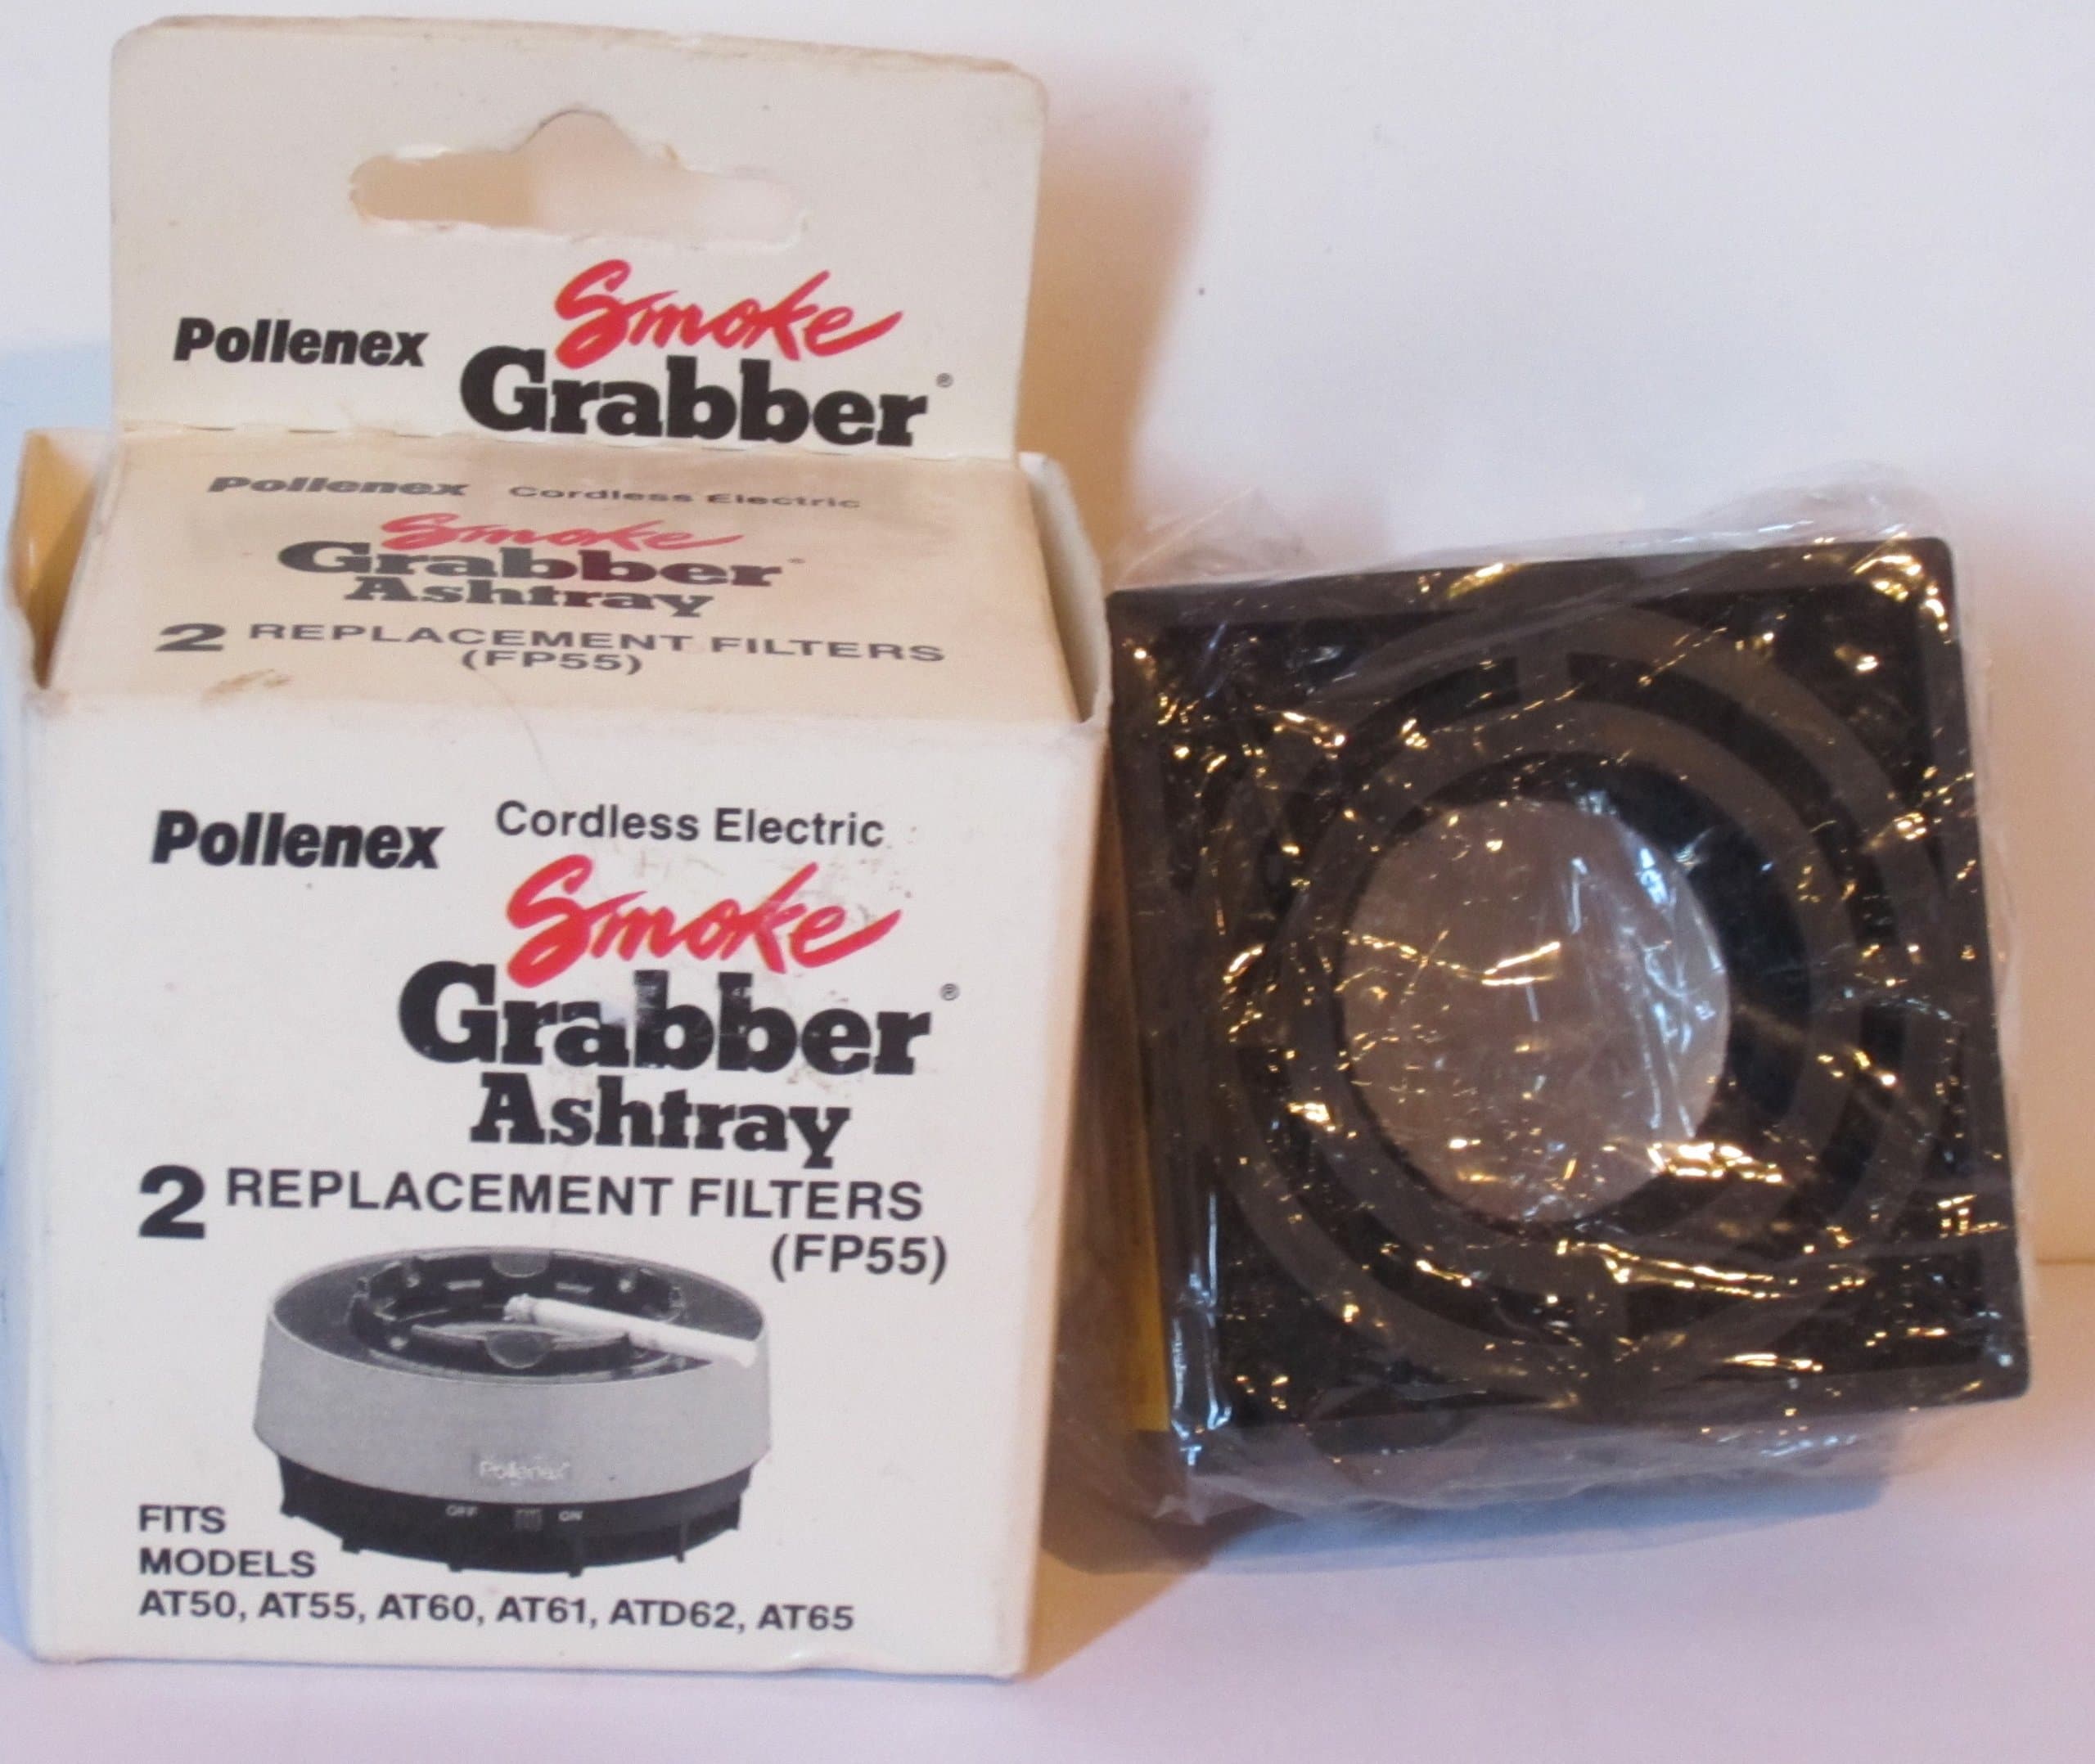 Pollenex Smoke
Grabber®
Pollenex Cordless Electric
Smoke
Grabber®
Ashtray
2 REPLACEMENT FILTERS
(FP55)
Pollenex Cordless Electric
Smoke
Grabber®
Ashtray
2 REPLACEMENT FILTERS
(FP55)
Pollenex
OFF ON
FITS
MODELS
AT50, AT55, AT60, AT61, ATD62, AT65